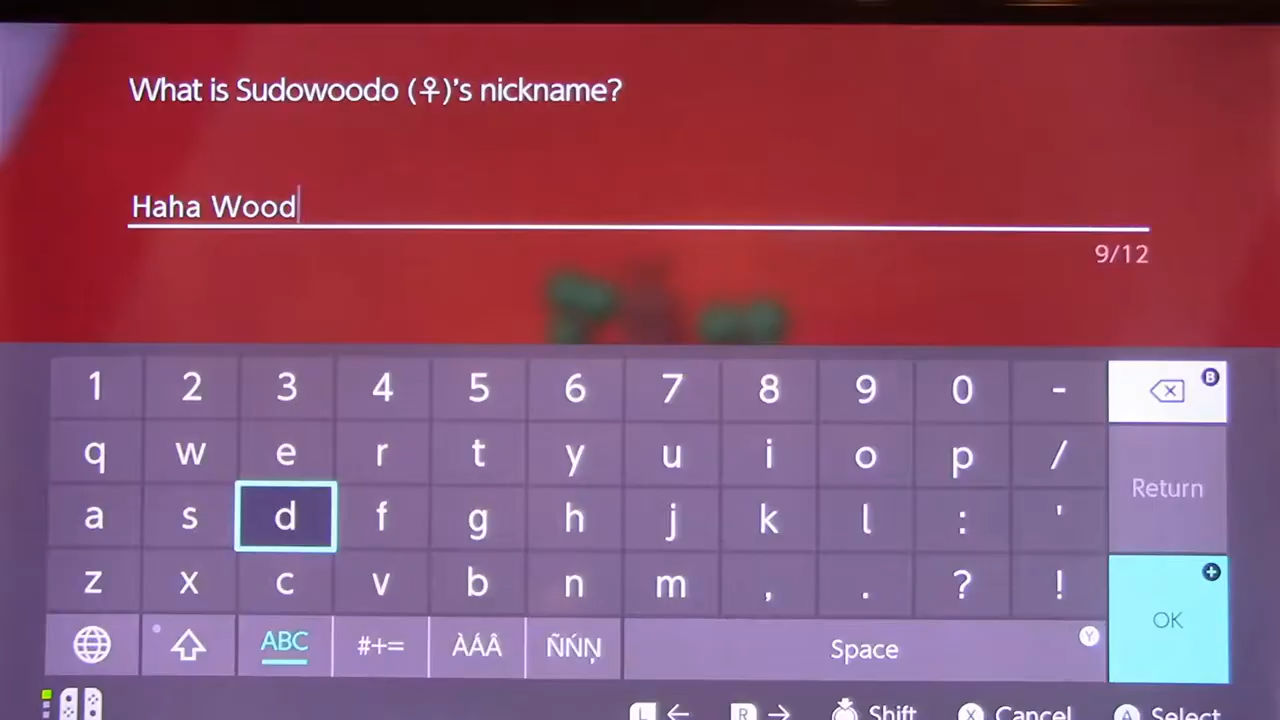 What is Sudowoodo (♀)'s nickname?
Haha Wood
9/12
1 2 3 4 5 6 7 8 9 0 - B
q w e r t y u i o p /
Return
a s d f g h j k l : '
z x c v b n m , . ? ! +
OK
ABC #+= ÀÁÂ ÑŃŅ Space Y
L ← R → Shift X Cancel A Select